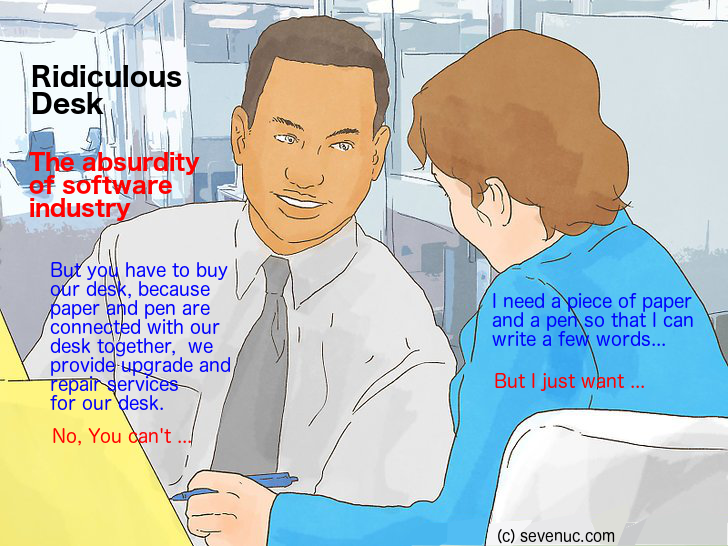 Ridiculous
Desk
The absurdity
of software
industry
But you have to buy
our desk, because
paper and pen are
connected with our
desk together,  we
provide upgrade and
repair services
for our desk.
No, You can't ...
I need a piece of paper
and a pen so that I can
write a few words...
But I just want ...
(c) sevenuc.com